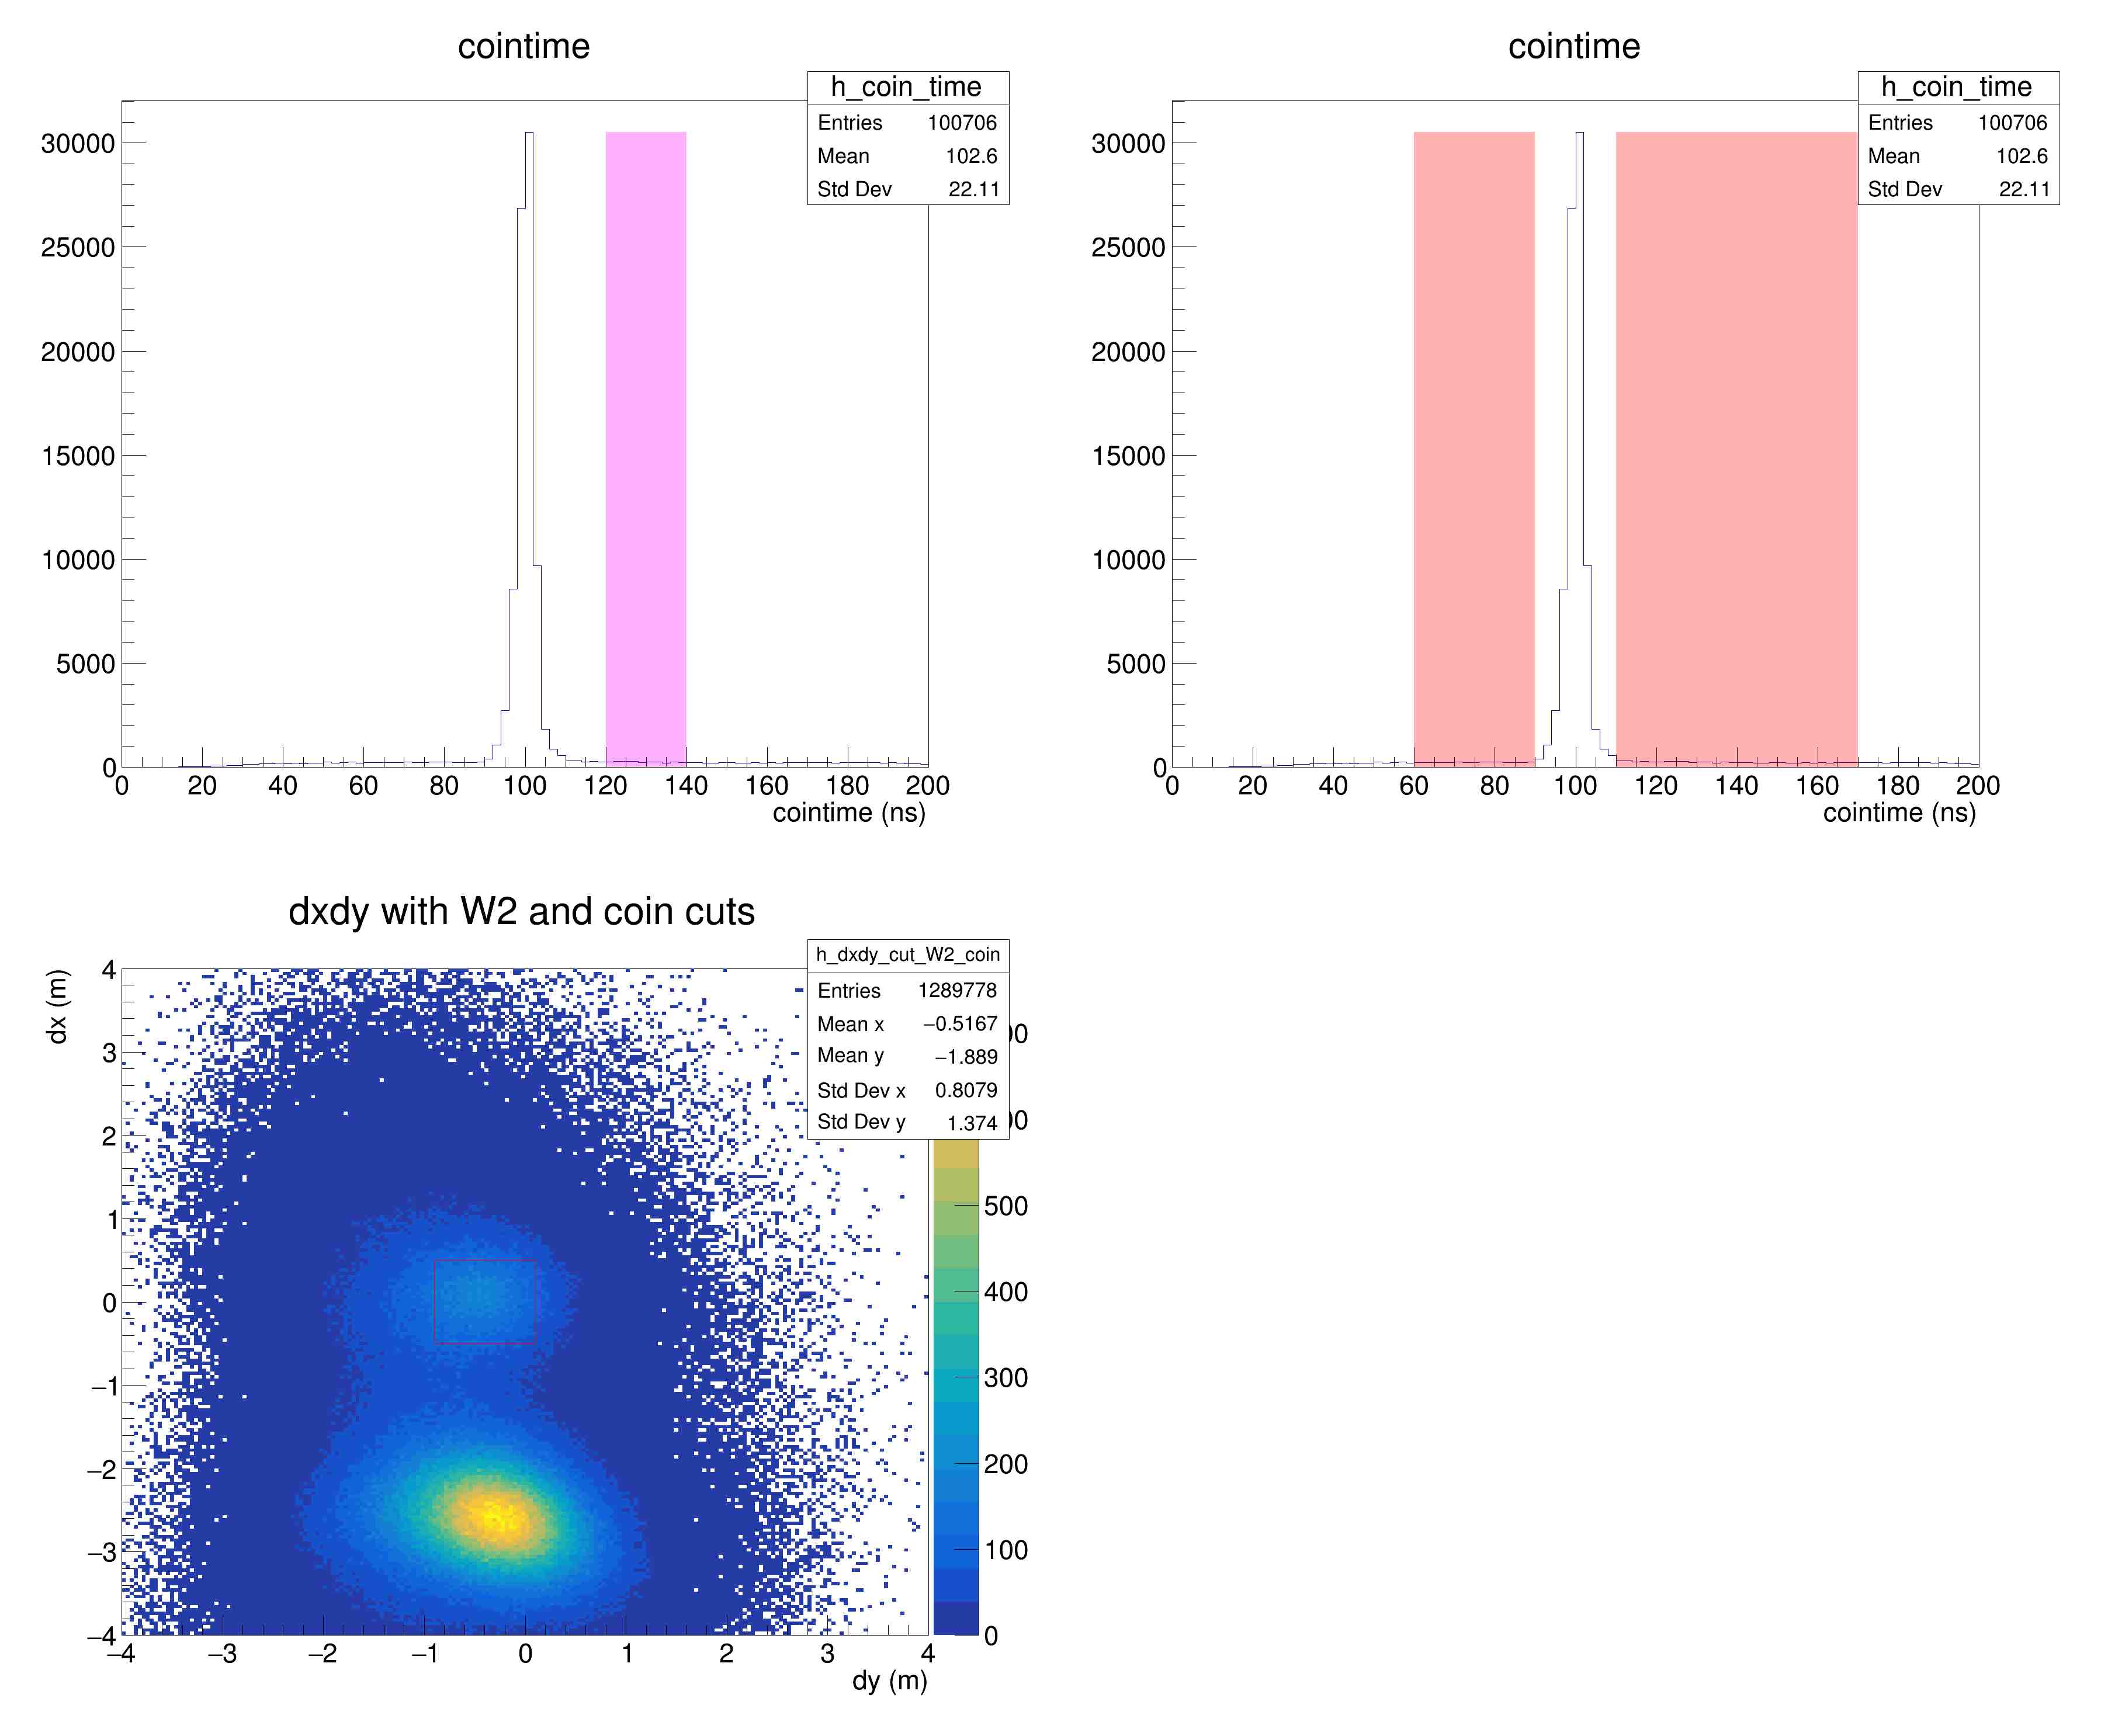 cointime
h_coin_time
Entries 100706
Mean 102.6
Std Dev 22.11
30000
25000
20000
15000
10000
5000
0
0 20 40 60 80 100 120 140 160 180 200
cointime (ns)
cointime
h_coin_time
Entries 100706
Mean 102.6
Std Dev 22.11
30000
25000
20000
15000
10000
5000
0
0 20 40 60 80 100 120 140 160 180 200
cointime (ns)
dxdy with W2 and coin cuts
h_dxdy_cut_W2_coin
Entries 1289778
Mean x −0.5167
Mean y −1.889
Std Dev x 0.8079
Std Dev y 1.374
dx (m)
4
3
2
1
0
−1
−2
−3
−4
−4 −3 −2 −1 0 1 2 3 4
dy (m)
500
400
300
200
100
0